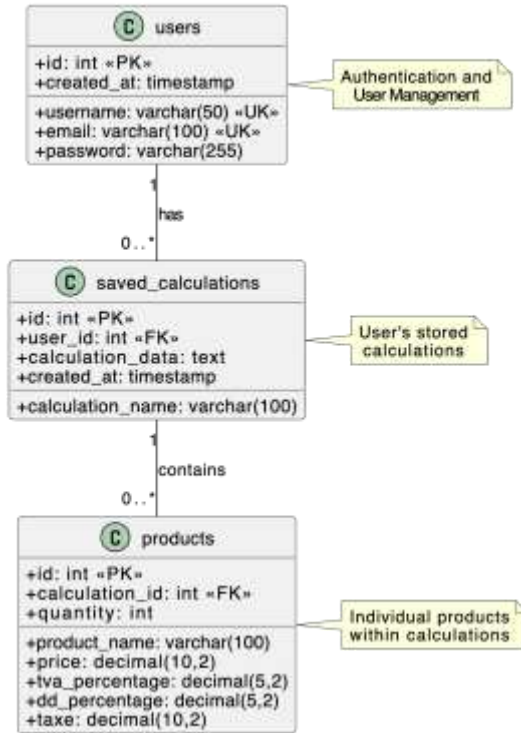 C users
+id: int «PK»
+created_at: timestamp
+username: varchar(50) «UK»
+email: varchar(100) «UK»
+password: varchar(255)
Authentication and
User Management
1
has
0..*
C saved_calculations
+id: int «PK»
+user_id: int «FK»
+calculation_data: text
+created_at: timestamp
+calculation_name: varchar(100)
User's stored
calculations
1
contains
0..*
C products
+id: int «PK»
+calculation_id: int «FK»
+quantity: int
+product_name: varchar(100)
+price: decimal(10,2)
+tva_percentage: decimal(5,2)
+dd_percentage: decimal(5,2)
+taxe: decimal(10,2)
Individual products
within calculations